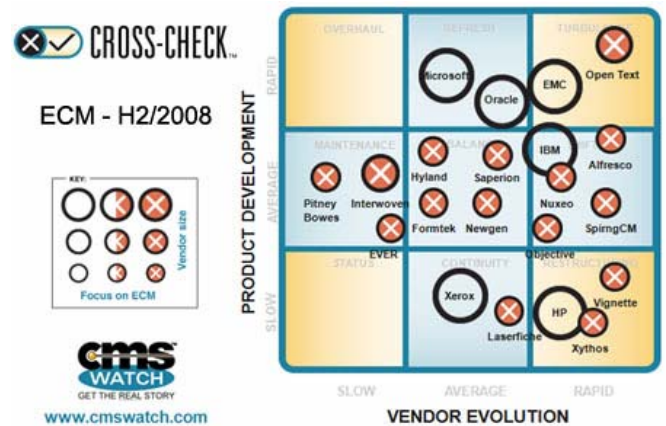 CROSS-CHECK™
ECM - H2/2008
KEY:
Vendor size
Focus on ECM
cms
WATCH
GET THE REAL STORY
www.cmswatch.com
PRODUCT DEVELOPMENT
RAPID
AVERAGE
SLOW
OVERHAUL
REFRESH
TURBULENCE
Microsoft
Oracle
EMC
Open Text
MAINTENANCE
BALANCE
Pitney
Bowes
Interwoven
EVER
Hyland
Saperion
Formtek
Newgen
IBM
Alfresco
Nuxeo
SpirngCM
Objective
STATUS
CONTINUITY
RESTRUCTURING
Xerox
Laserfiche
HP
Vignette
Xythos
SLOW
AVERAGE
RAPID
VENDOR EVOLUTION